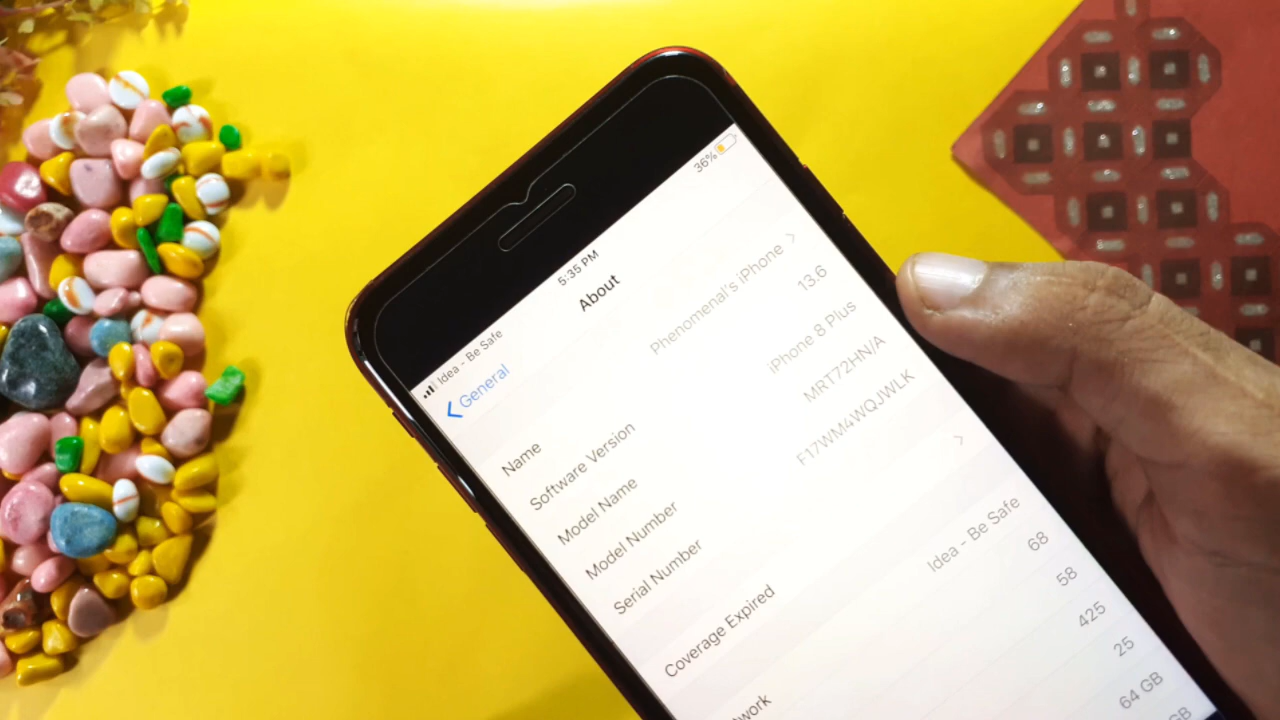 Idea - Be Safe
5:35 PM
36%
General
About
Name Phenomenal's iPhone
Software Version 13.6
Model Name iPhone 8 Plus
Model Number MRT72HN/A
Serial Number F17WM4WQJWLK
Coverage Expired
Idea - Be Safe
68
58
425
25
64 GB
GB